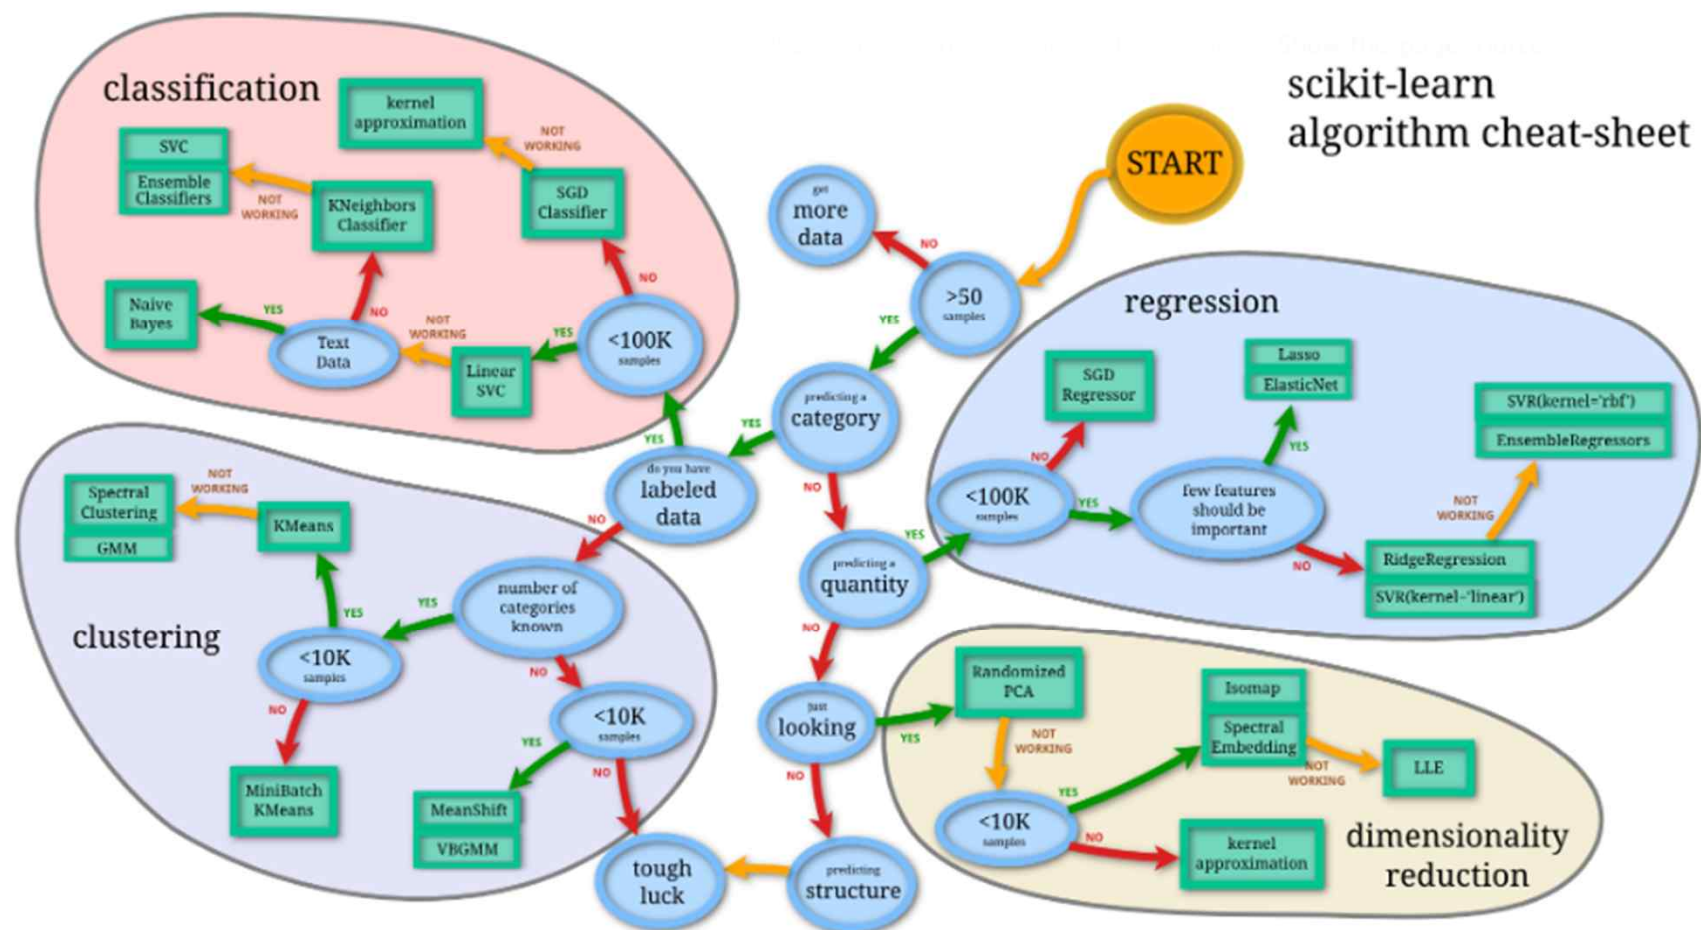 scikit-learn
algorithm cheat-sheet
START
classification
kernel
approximation
NOT
WORKING
SVC
Ensemble
Classifiers
NOT
WORKING
KNeighbors
Classifier
SGD
Classifier
NO
Naive
Bayes
YES
Text
Data
NO
NOT
WORKING
Linear
SVC
YES
<100K
samples
YES
get
more
data
NO
>50
samples
YES
predicting a
category
YES
NO
do you have
labeled
data
NO
predicting a
quantity
YES
NO
just
looking
YES
NO
predicting
structure
tough
luck
regression
SGD
Regressor
NO
<100K
samples
YES
Lasso
ElasticNet
YES
few features
should be
important
NO
SVR(kernel='rbf')
EnsembleRegressors
NOT
WORKING
RidgeRegression
SVR(kernel='linear')
clustering
Spectral
Clustering
GMM
NOT
WORKING
KMeans
YES
number of
categories
known
YES
NO
<10K
samples
NO
MiniBatch
KMeans
<10K
samples
YES
NO
MeanShift
VBGMM
dimensionality
reduction
Randomized
PCA
NOT
WORKING
<10K
samples
YES
NO
Isomap
Spectral
Embedding
NOT
WORKING
LLE
kernel
approximation